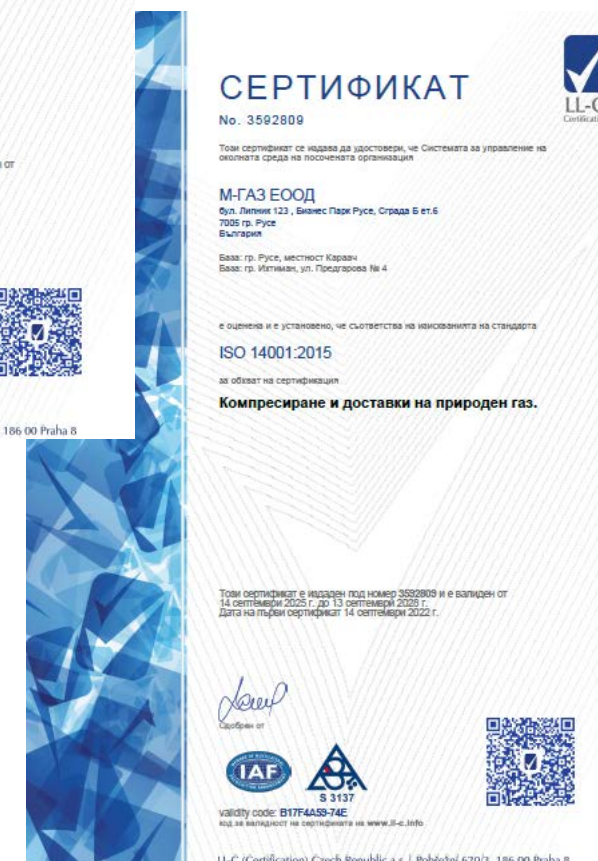 от
186 00 Praha 8
СЕРТИФИКАТ
No. 3592809
LL-C
Certificati
Този сертификат се издава да удостовери, че Системата за управление на
околната среда на посочената организация
М-ГАЗ ЕООД
бул. Липник 123 , Бизнес Парк Русе, Сграда Б ет.6
7005 гр. Русе
България
База: гр. Русе, местност Караач
База: гр. Ихтиман, ул. Предгарова № 4
е оценена и е установено, че съответства на изискванията на стандарта
ISO 14001:2015
за обхват на сертификация
Компресиране и доставки на природен газ.
Този сертификат е издаден под номер 3592809 и е валиден от
14 септември 2025 г. до 13 септември 2028 г.
Дата на първи сертификат 14 септември 2022 г.
Одобрен от
IAF
S 3137
validity code: B17F4A59-74E
код за валидност на сертификата на www.ll-c.info
LL-C (Certification) Czech Republic a.s. | Pobřežní 620/3, 186 00 Praha 8